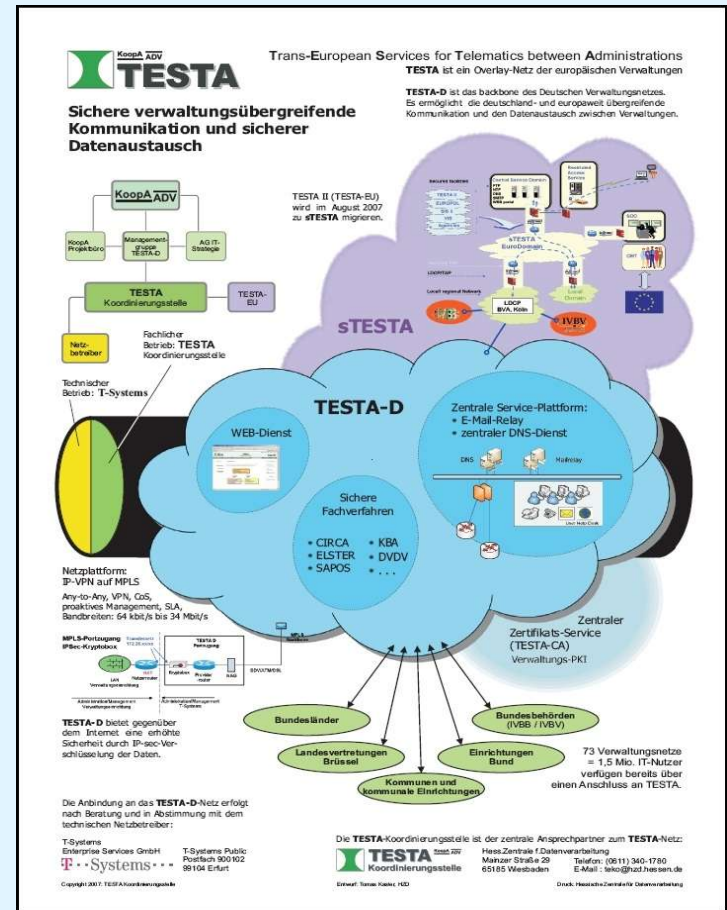 KoopA ADV
TESTA
Trans-European Services for Telematics between Administrations
TESTA ist ein Overlay-Netz der europäischen Verwaltungen
TESTA-D ist das backbone des Deutschen Verwaltungsnetzes.
Es ermöglicht die deutschland- und europaweit übergreifende
Kommunikation und den Datenaustausch zwischen Verwaltungen.
Sichere verwaltungsübergreifende
Kommunikation und sicherer
Datenaustausch
TESTA II (TESTA-EU)
wird im August 2007
zu sTESTA migrieren.
KoopA ADV
KoopA
Projektbüro
Management-
gruppe
TESTA-D
AG IT-
Strategie
TESTA
Koordinierungsstelle
TESTA-
EU
Netz-
betreiber
Fachlicher
Betrieb: TESTA
Koordinierungsstelle
Technischer
Betrieb: T-Systems
sTESTA
EuroDomain
LDCP
BVA, Köln
IVBV
sTESTA
TESTA-D
WEB-Dienst
Zentrale Service-Plattform:
• E-Mail-Relay
• zentraler DNS-Dienst
DNS
Mailrelay
User Help Desk
Sichere
Fachverfahren
• CIRCA
• ELSTER
• SAPOS
• KBA
• DVDV
• . . .
Netzplattform:
IP-VPN auf MPLS
Any-to-Any, VPN, CoS,
proaktives Management, SLA,
Bandbreiten: 64 kbit/s bis 34 Mbit/s
MPLS-Portzugang
IPSec-Kryptobox
Zentraler
Zertifikats-Service
(TESTA-CA)
Verwaltungs-PKI
TESTA-D bietet gegenüber
dem Internet eine erhöhte
Sicherheit durch IP-sec-Ver-
schlüsselung der Daten.
Bundesländer
Landesvertretungen
Brüssel
Kommunen und
kommunale Einrichtungen
Einrichtungen
Bund
Bundesbehörden
(IVBB / IVBV)
73 Verwaltungsnetze
= 1,5 Mio. IT-Nutzer
verfügen bereits über
einen Anschluss an TESTA.
Die Anbindung an das TESTA-D-Netz erfolgt
nach Beratung und in Abstimmung mit dem
technischen Netzbetreiber:
T-Systems
Enterprise Services GmbH
T · · Systems · · ·
T-Systems Public
Postfach 900102
99104 Erfurt
Die TESTA-Koordinierungsstelle ist der zentrale Ansprechpartner zum TESTA-Netz:
TESTA KoopA ADV
Koordinierungsstelle
Hess.Zentrale f.Datenverarbeitung
Mainzer Straße 29
65185 Wiesbaden
Telefon: (0611) 340-1780
E-Mail : teko@hzd.hessen.de
Copyright 2007: TESTA Koordinierungsstelle
Druck: Hessische Zentrale für Datenverarbeitung